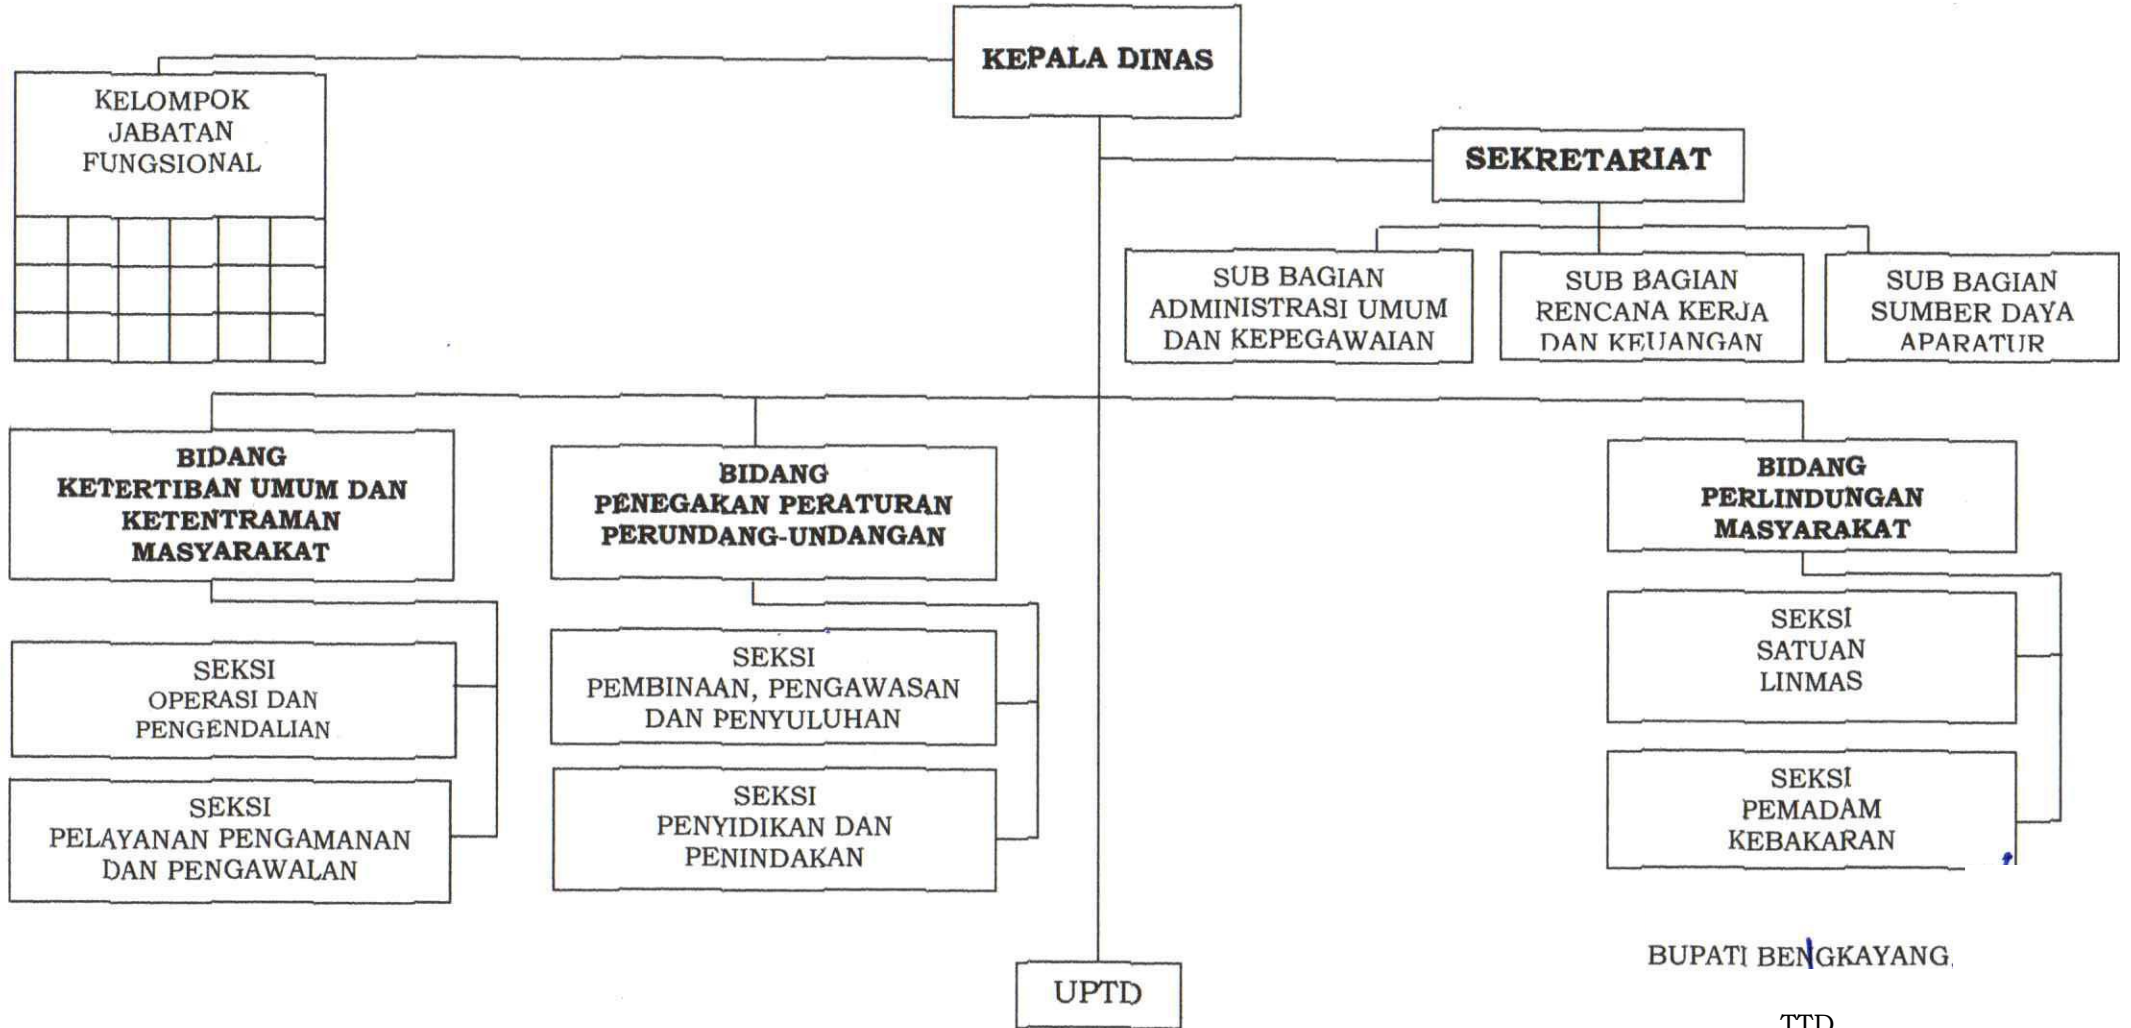 KEPALA DINAS
KELOMPOK
JABATAN
FUNGSIONAL
SEKRETARIAT
SUB BAGIAN
ADMINISTRASI UMUM
DAN KEPEGAWAIAN
SUB BAGIAN
RENCANA KERJA
DAN KEUANGAN
SUB BAGIAN
SUMBER DAYA
APARATUR
BIDANG
KETERTIBAN UMUM DAN
KETENTRAMAN
MASYARAKAT
BIDANG
PENEGAKAN PERATURAN
PERUNDANG-UNDANGAN
BIDANG
PERLINDUNGAN
MASYARAKAT
SEKSI
OPERASI DAN
PENGENDALIAN
SEKSI
PEMBINAAN, PENGAWASAN
DAN PENYULUHAN
SEKSI
SATUAN
LINMAS
SEKSI
PELAYANAN PENGAMANAN
DAN PENGAWALAN
SEKSI
PENYIDIKAN DAN
PENINDAKAN
SEKSI
PEMADAM
KEBAKARAN
UPTD
BUPATI BENGKAYANG,
TTD